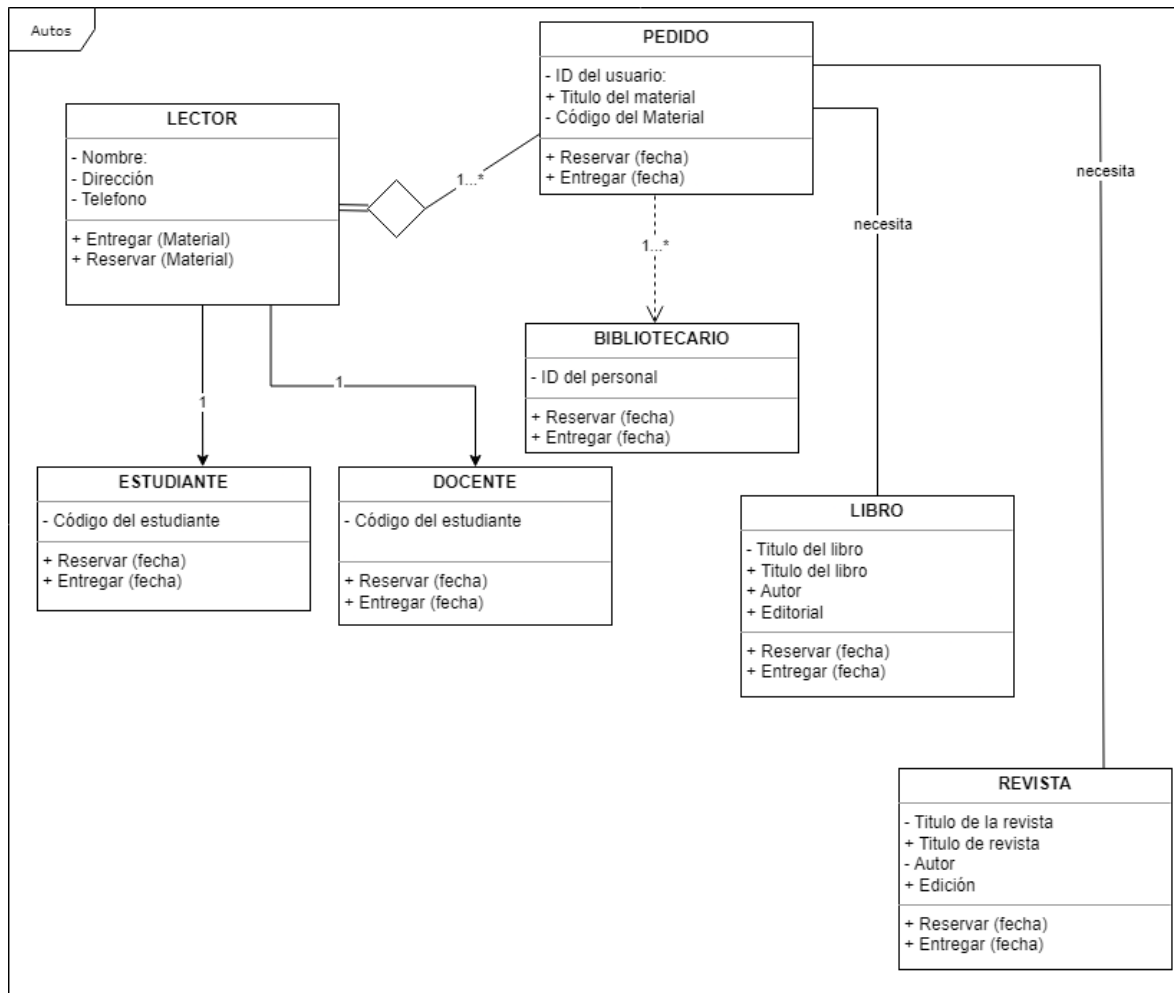 Autos
PEDIDO
- ID del usuario:
+ Titulo del material
- Código del Material
+ Reservar (fecha)
+ Entregar (fecha)
LECTOR
- Nombre:
- Dirección
- Telefono
+ Entregar (Material)
+ Reservar (Material)
1...*
necesita
necesita
1...*
BIBLIOTECARIO
- ID del personal
+ Reservar (fecha)
+ Entregar (fecha)
1
1
ESTUDIANTE
- Código del estudiante
+ Reservar (fecha)
+ Entregar (fecha)
DOCENTE
- Código del estudiante
+ Reservar (fecha)
+ Entregar (fecha)
LIBRO
- Titulo del libro
+ Titulo del libro
+ Autor
+ Editorial
+ Reservar (fecha)
+ Entregar (fecha)
REVISTA
- Titulo de la revista
+ Titulo de revista
- Autor
+ Edición
+ Reservar (fecha)
+ Entregar (fecha)